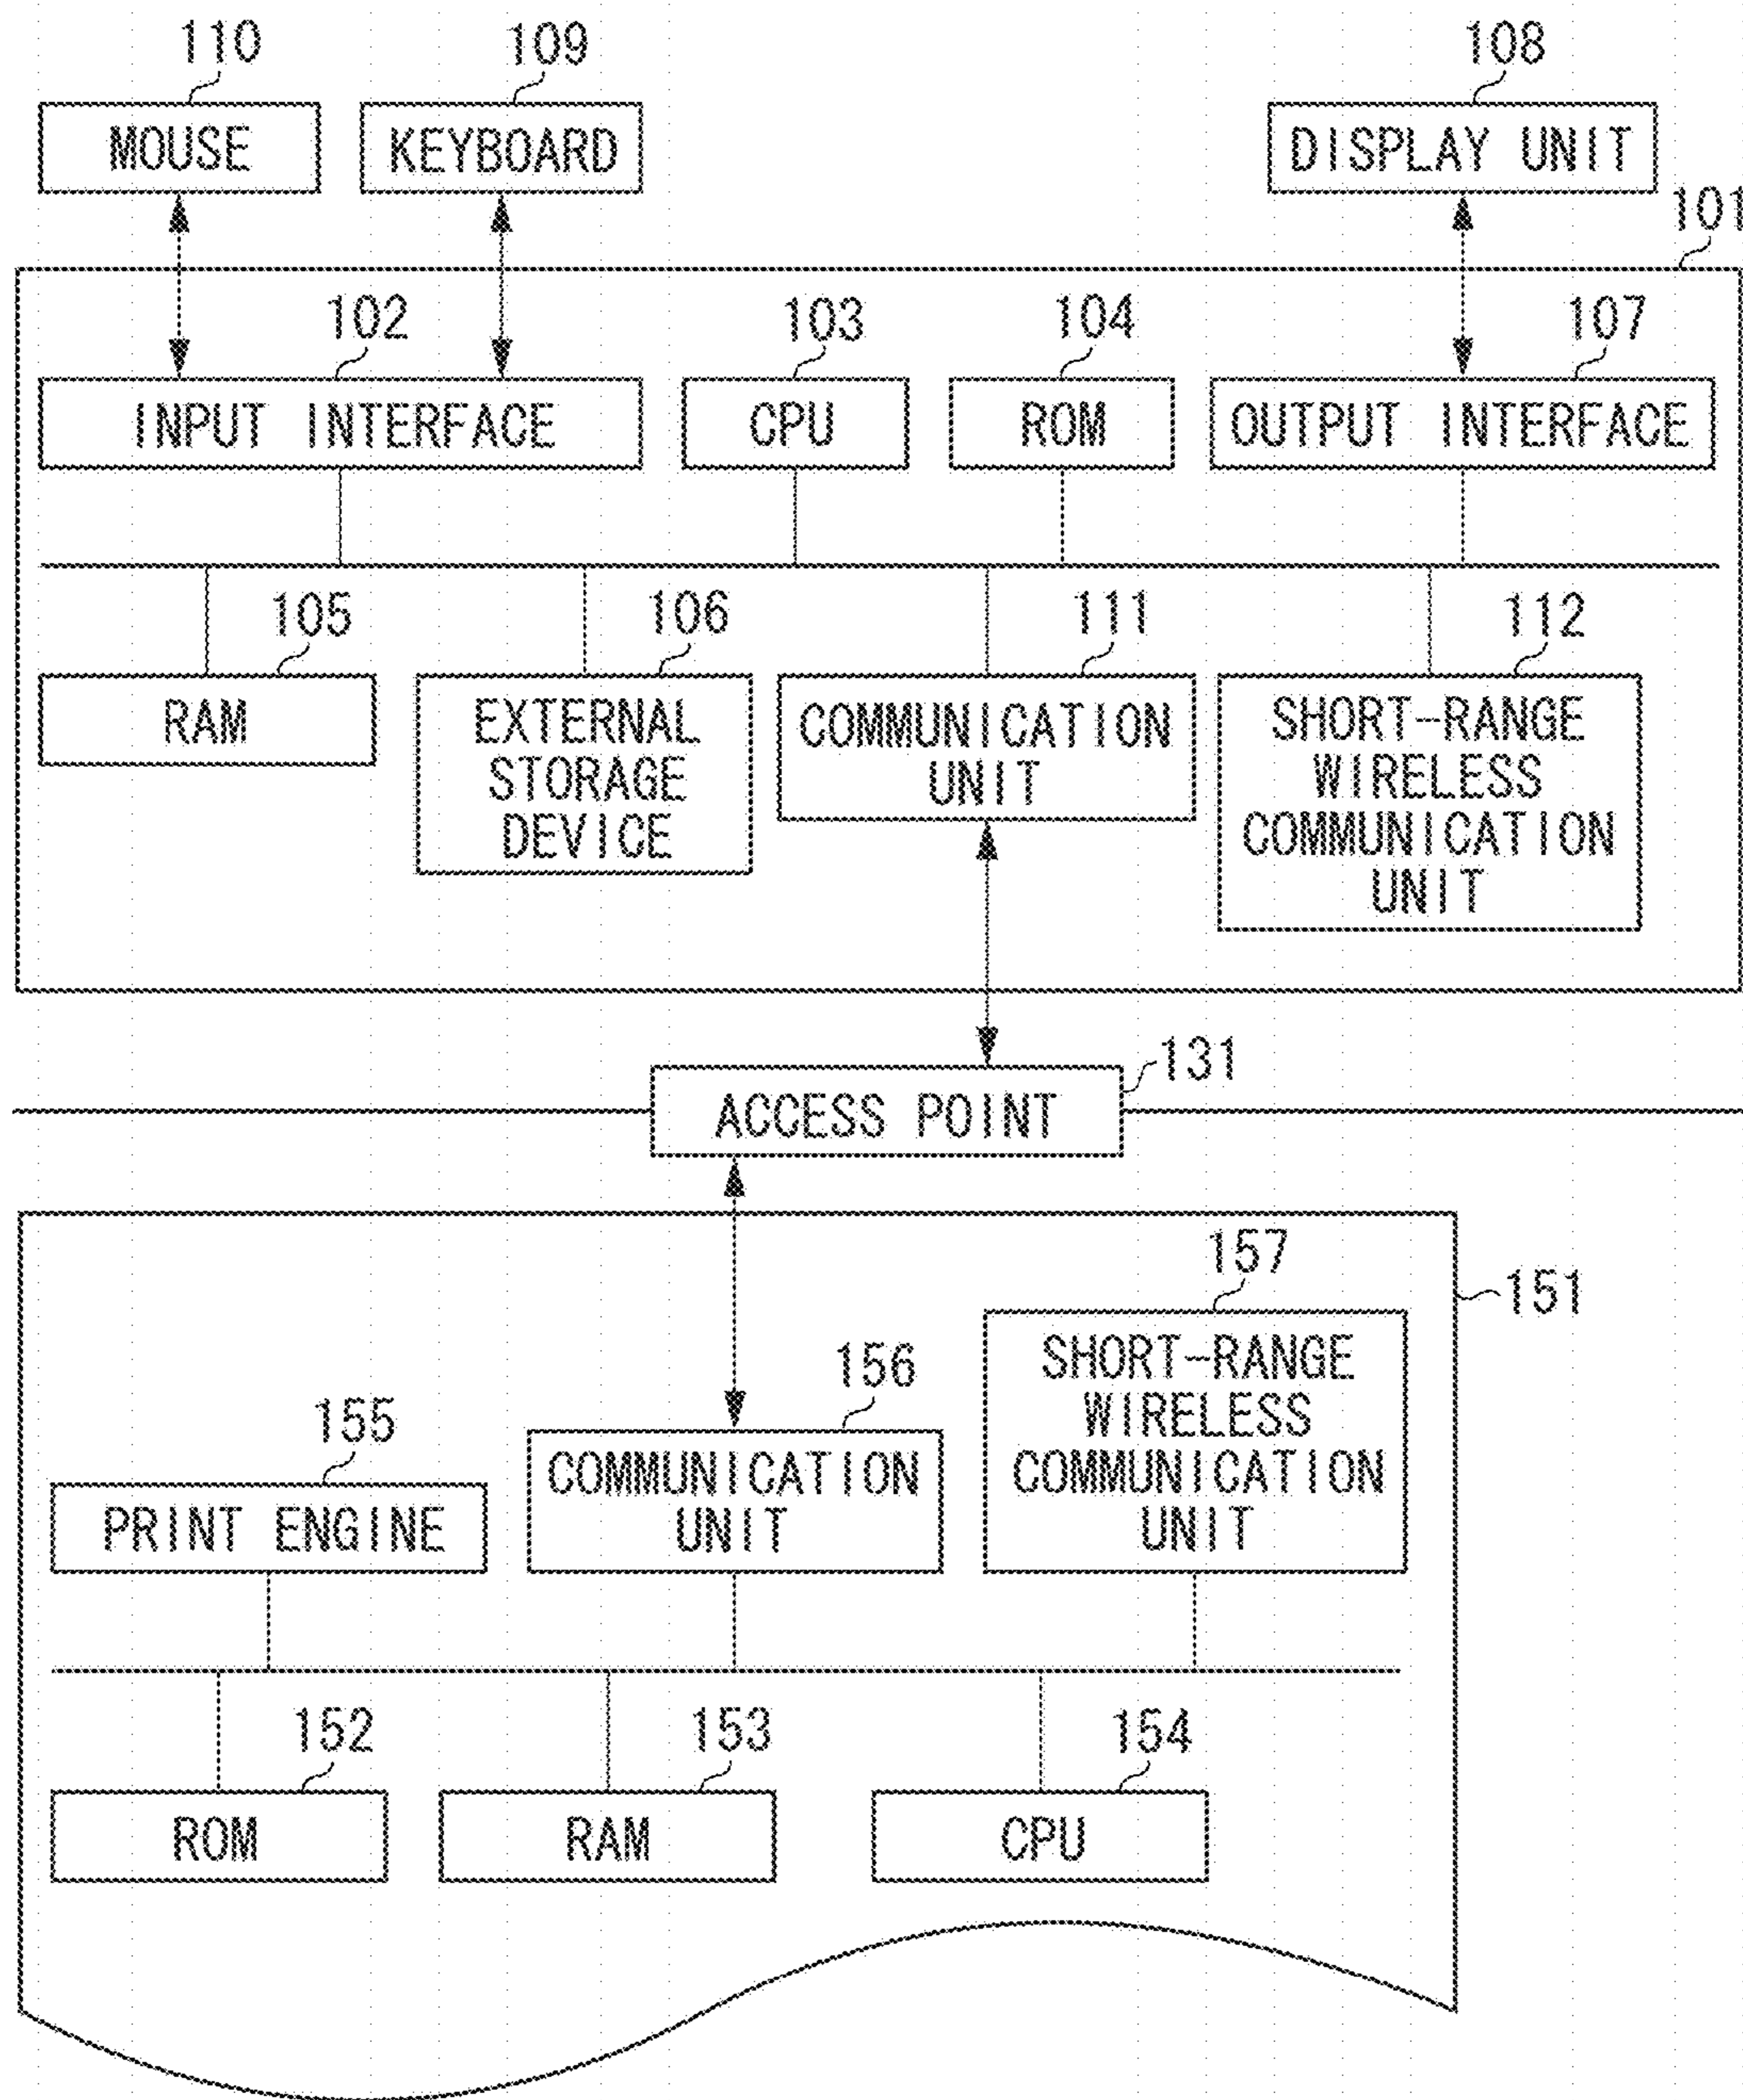 110
109
108
MOUSE
KEYBOARD
DISPLAY UNIT
101
102
103
104
107
INPUT INTERFACE
CPU
ROM
OUTPUT INTERFACE
105
106
111
112
RAM
EXTERNAL
STORAGE
DEVICE
COMMUNICATION
UNIT
SHORT-RANGE
WIRELESS
COMMUNICATION
UNIT
131
ACCESS POINT
157
151
156
155
SHORT-RANGE
WIRELESS
COMMUNICATION
UNIT
COMMUNICATION
UNIT
PRINT ENGINE
152
153
154
ROM
RAM
CPU